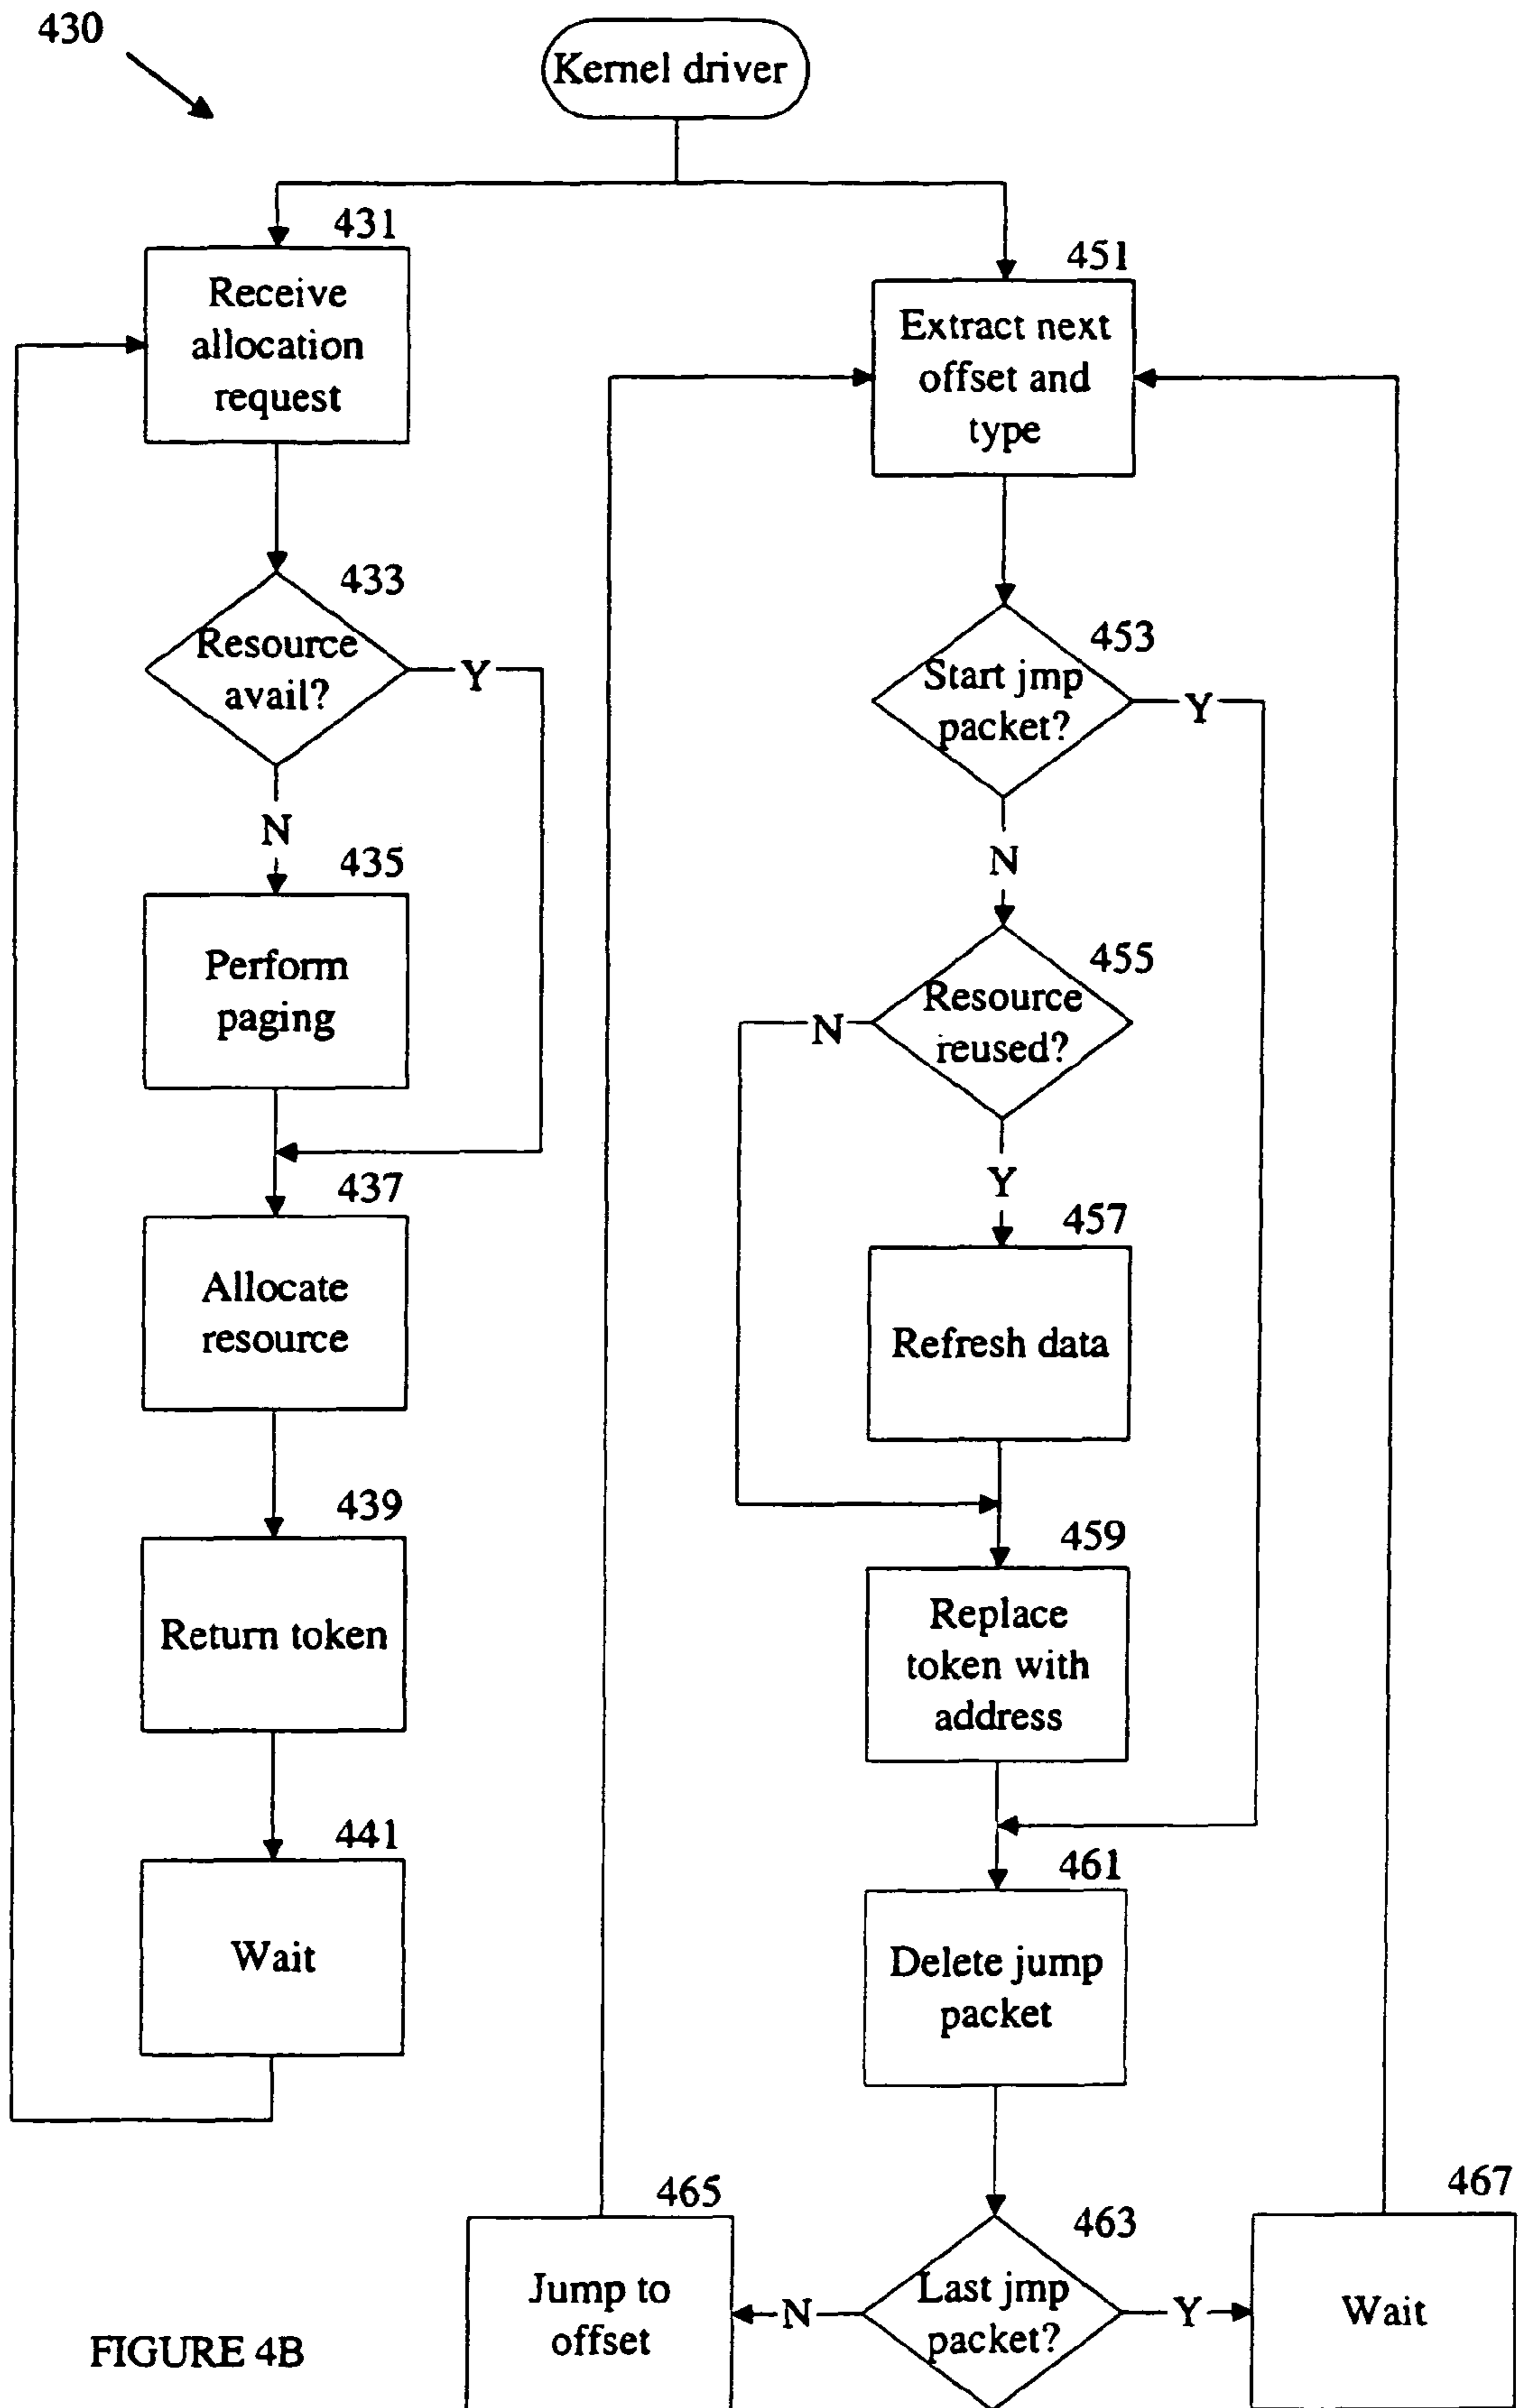 430
Kernel driver
431
Receive
allocation
request
433
Resource
avail?
Y
N
435
Perform
paging
437
Allocate
resource
439
Return token
441
Wait
451
Extract next
offset and
type
453
Start jmp
packet?
Y
N
455
Resource
reused?
N
Y
457
Refresh data
459
Replace
token with
address
461
Delete jump
packet
463
Last jmp
packet?
N
Y
465
Jump to
offset
467
Wait
FIGURE 4B